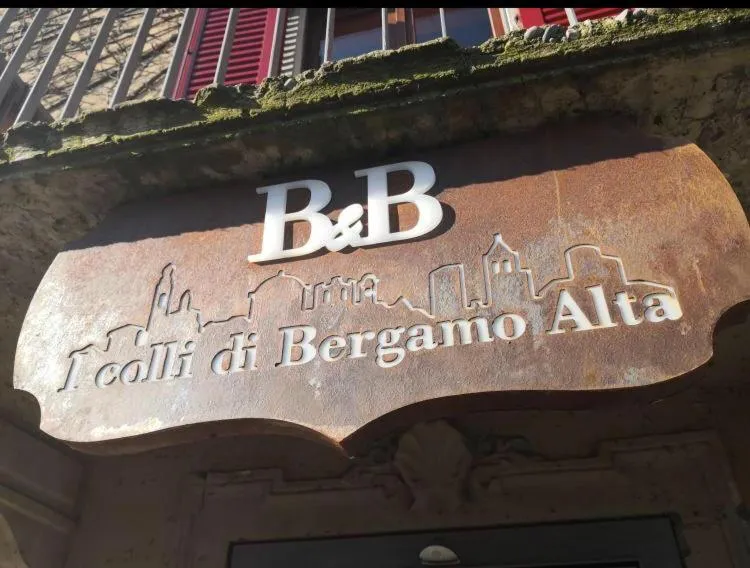 B&B
I colli di Bergamo Alta